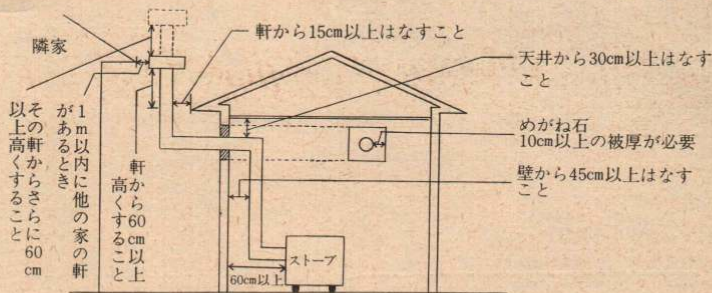 隣家
軒から15cm以上はなすこと
天井から30cm以上はなす
こと
めがね石
10cm以上の被厚が必要
壁から45cm以上はなす
こと
1m以内に他の家の軒
があるとき
その軒からさらに60cm
以上高くすること
軒から60cm以上
高くすること
ストーブ
60cm以上